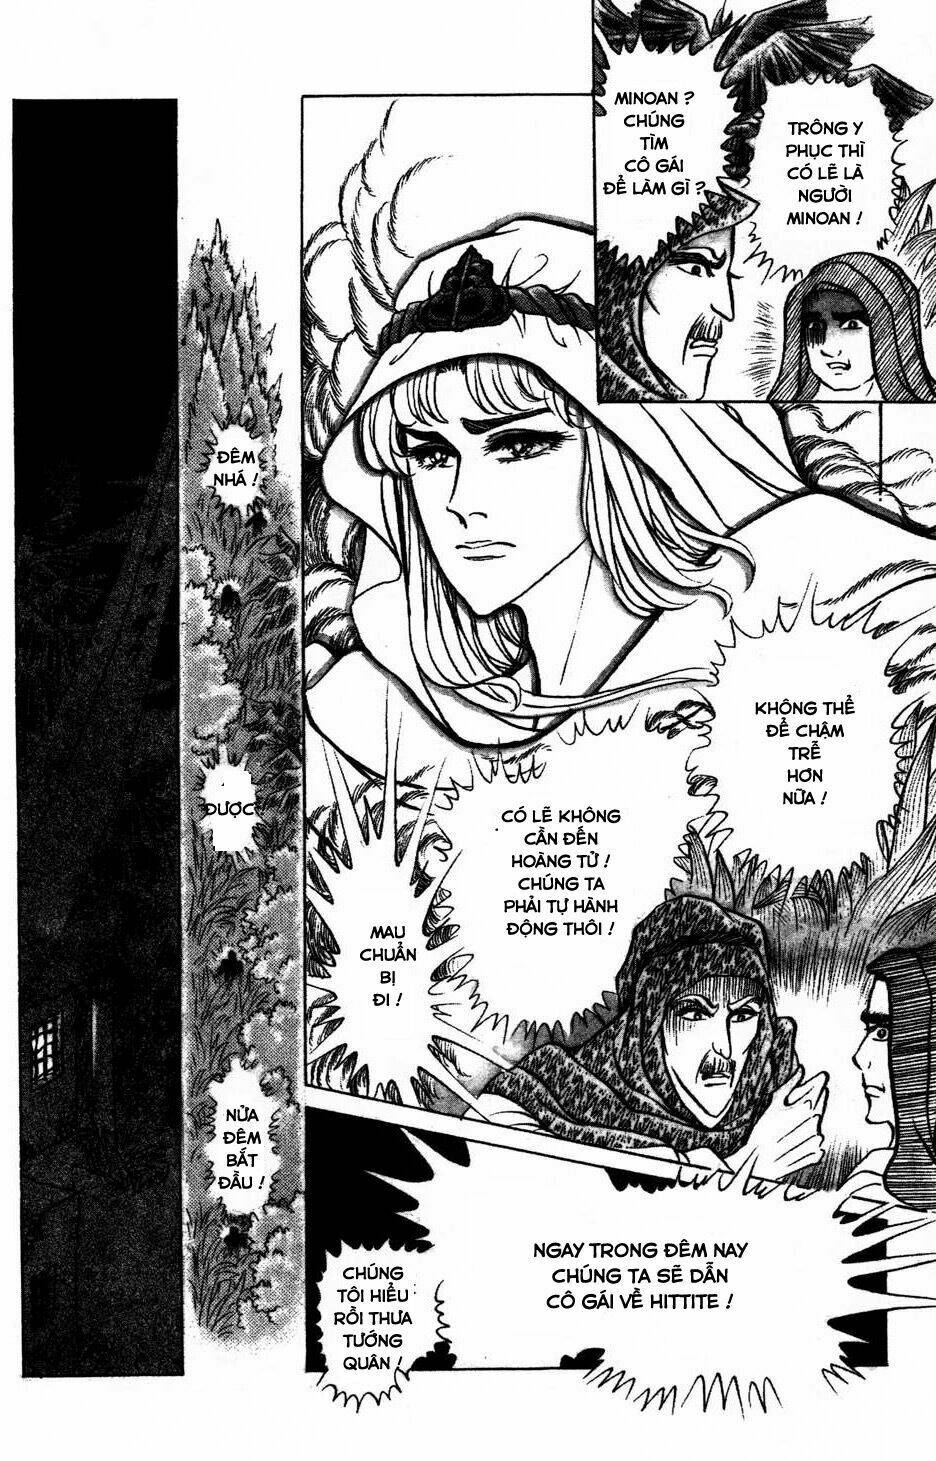 TRÔNG Y
PHỤC THÌ
CÓ LẼ LÀ
NGƯỜI
MINOAN !
MINOAN ?
CHÚNG
TÌM
CÔ GÁI
ĐỂ LÀM GÌ ?
KHÔNG THỂ
ĐỂ CHẬM
TRỄ
HƠN
NỮA !
CÓ LẼ KHÔNG
CẦN ĐẾN
HOÀNG TỬ !
CHÚNG TA
PHẢI TỰ HÀNH
ĐỘNG THÔI !
MAU
CHUẨN
BỊ
ĐI !
NGAY TRONG ĐÊM NAY
CHÚNG TA SẼ DẪN
CÔ GÁI VỀ HITTITE !
CHÚNG
TÔI HIỂU
RỒI THƯA
TƯỚNG
QUÂN !
ĐÊM
NHÁ !
ĐƯỢC
NỬA
ĐÊM
BẮT
ĐẦU !